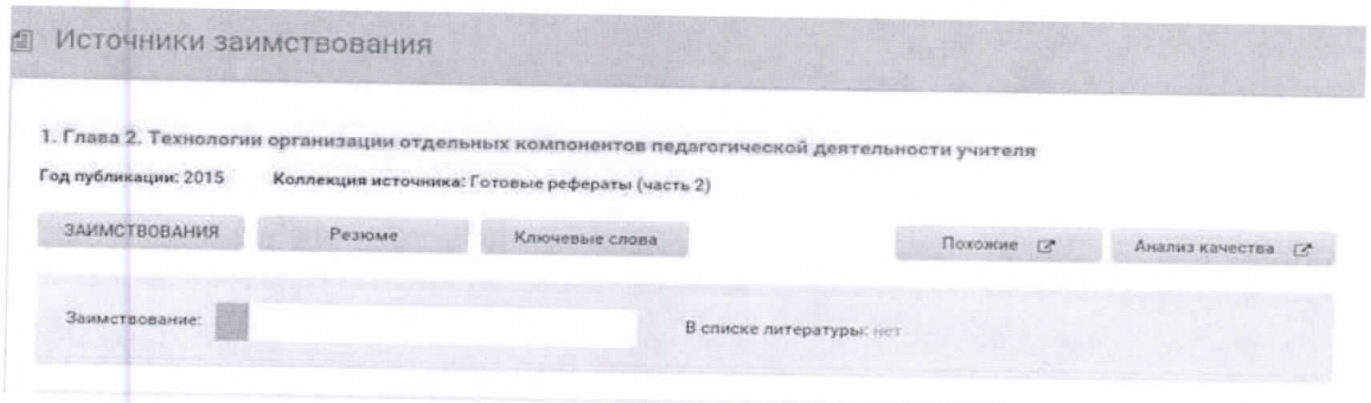 Источники заимствования
1. Глава 2. Технологии организации отдельных компонентов педагогической деятельности учителя
Год публикации: 2015 Коллекция источника: Готовые рефераты (часть 2)
ЗАИМСТВОВАНИЯ Резюме Ключевые слова Похожие Анализ качества
Заимствование: В списке литературы: нет